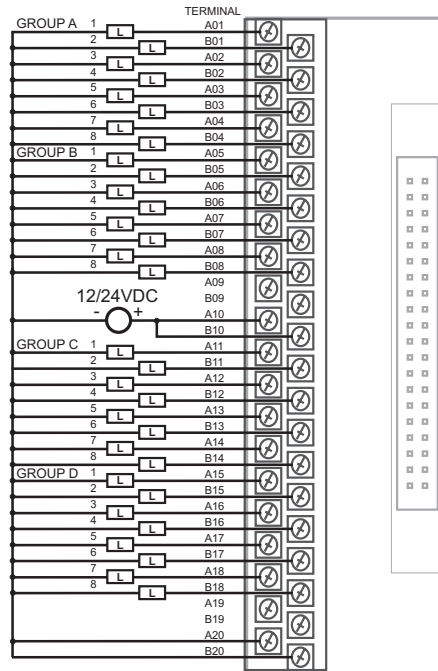 TERMINAL
GROUP A 1 L A01
2 L B01
3 L A02
4 L B02
5 L A03
6 L B03
7 L A04
8 L B04
GROUP B 1 L A05
2 L B05
3 L A06
4 L B06
5 L A07
6 L B07
7 L A08
8 L B08
A09
12/24VDC B09
- + A10
B10
GROUP C 1 L A11
2 L B11
3 L A12
4 L B12
5 L A13
6 L B13
7 L A14
8 L B14
GROUP D 1 L A15
2 L B15
3 L A16
4 L B16
5 L A17
6 L B17
7 L A18
8 L B18
A19
B19
A20
B20